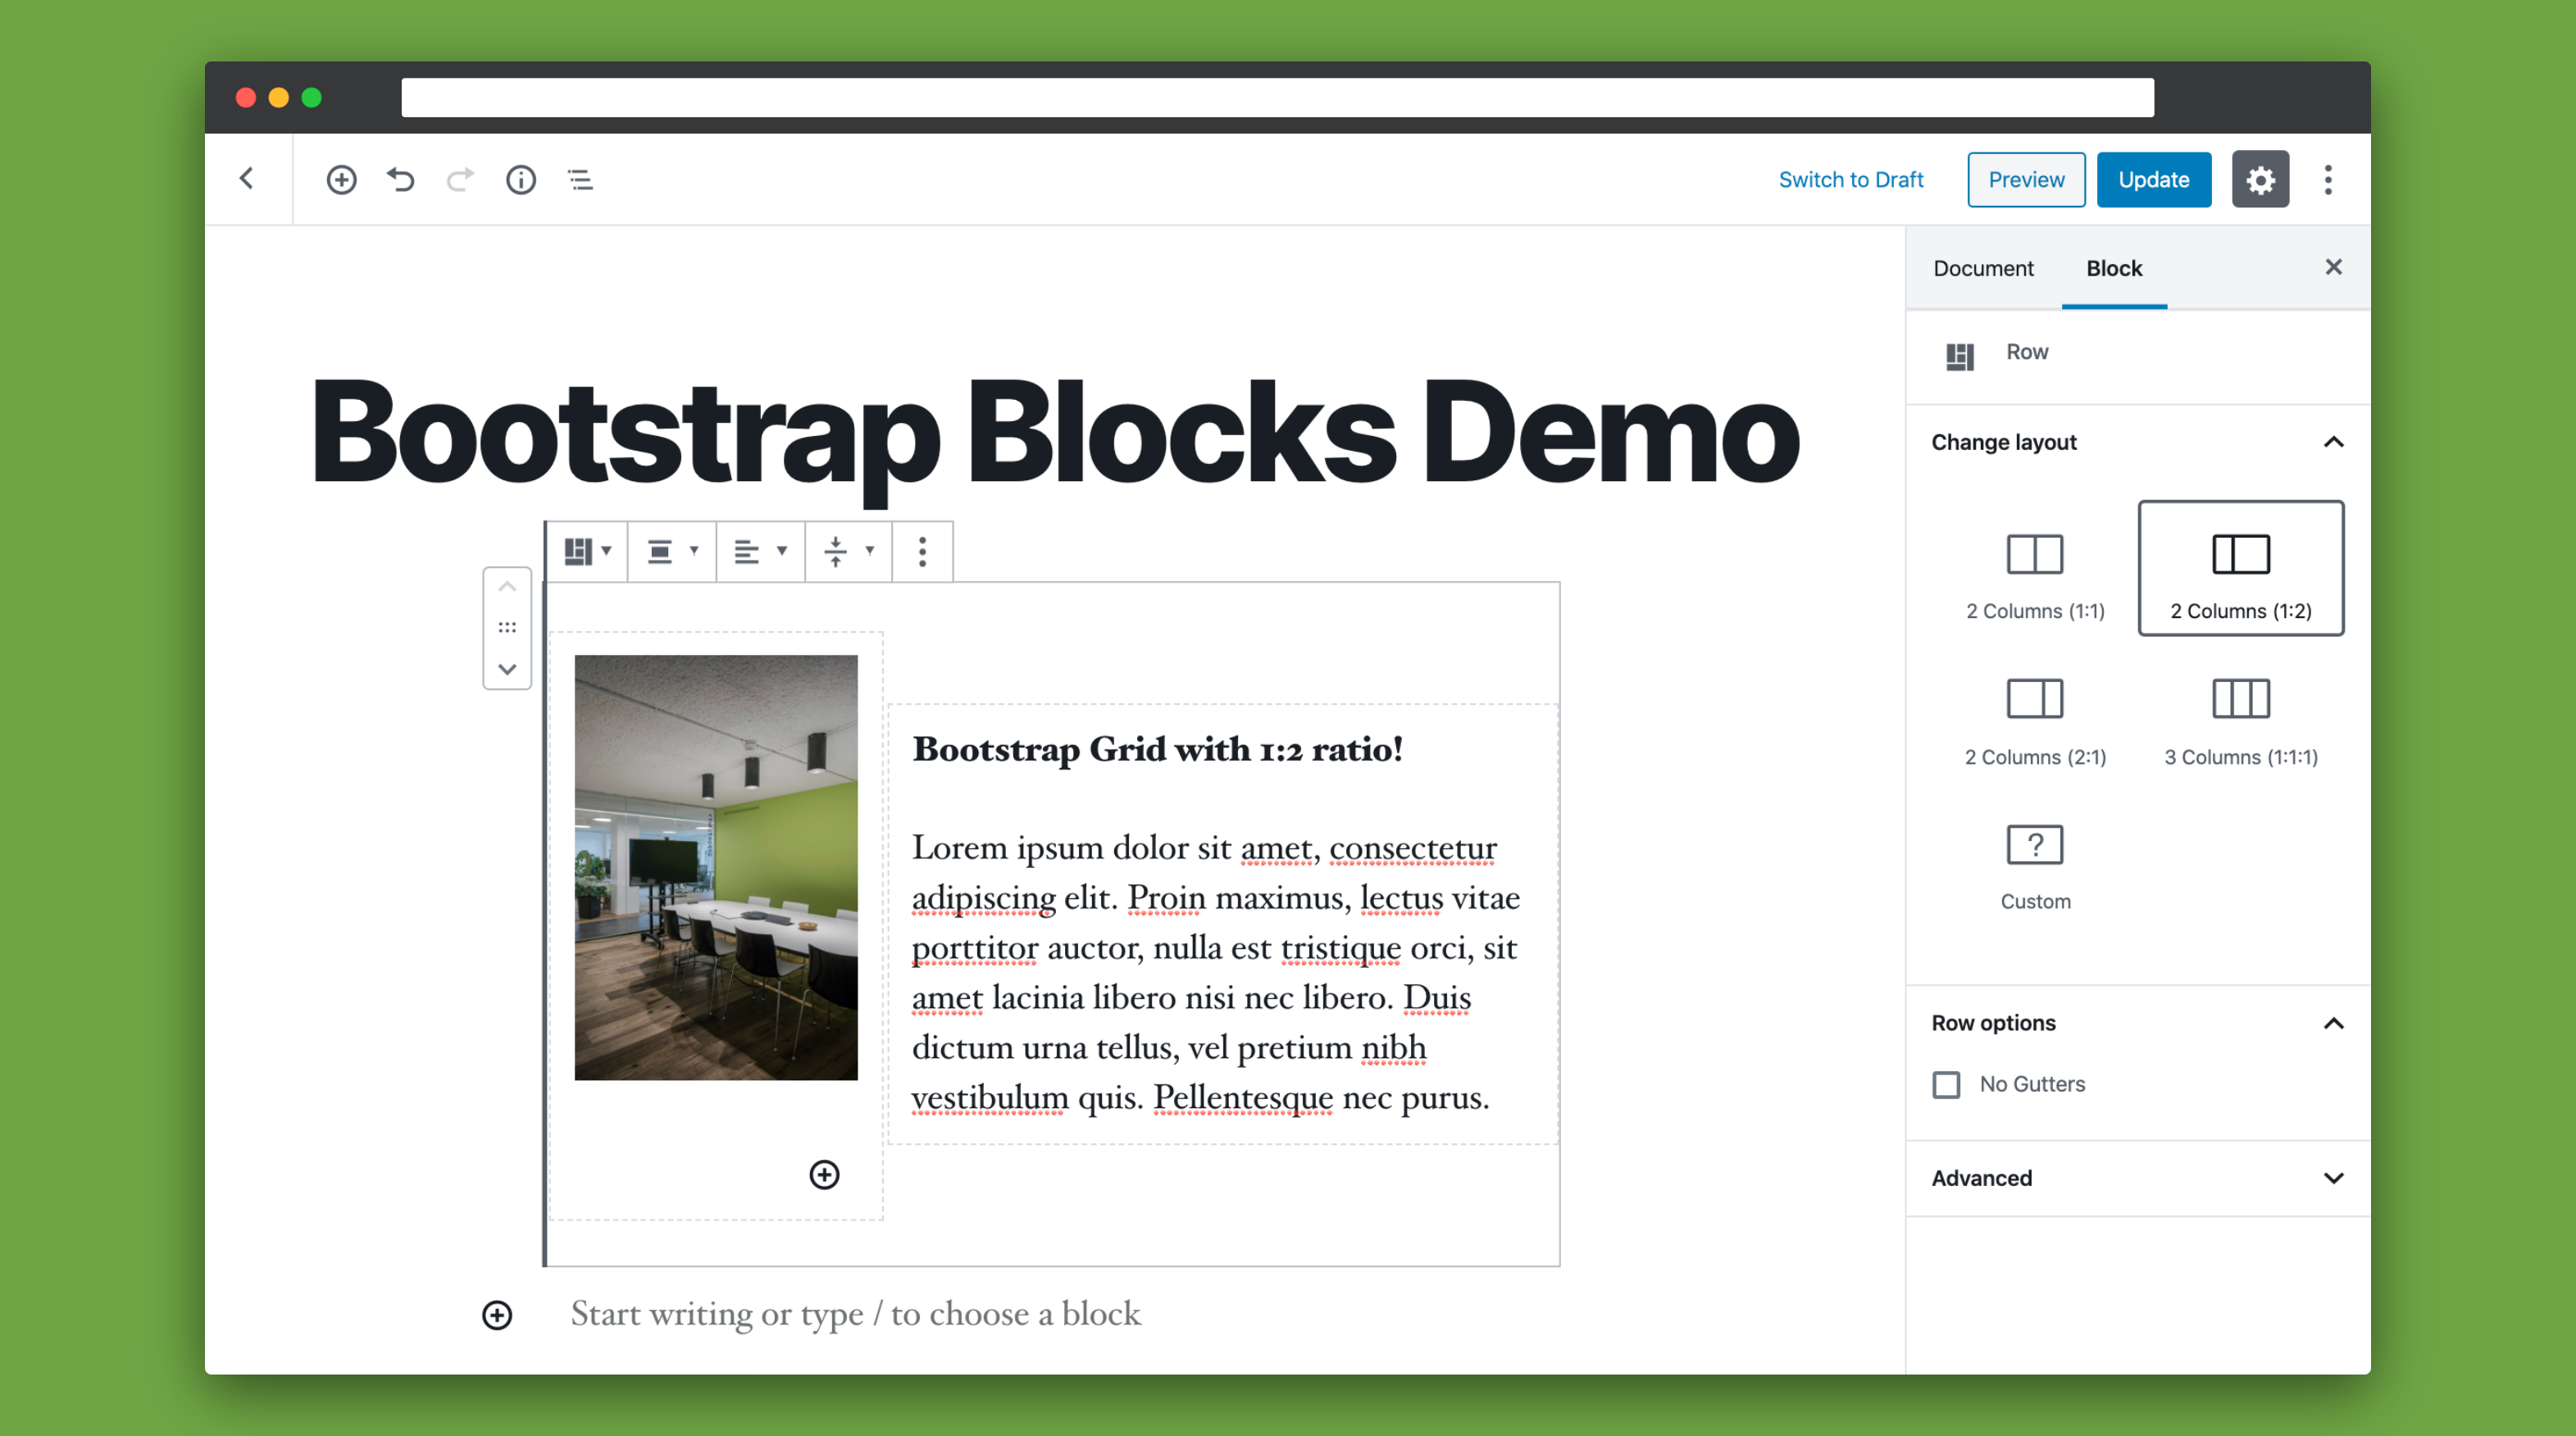 Switch to Draft
Preview
Update
Document
Block
Row
Bootstrap Blocks Demo
Change layout
2 Columns (1:1)
2 Columns (1:2)
2 Columns (2:1)
3 Columns (1:1:1)
Custom
Bootstrap Grid with 1:2 ratio!
Lorem ipsum dolor sit amet, consectetur
adipiscing elit. Proin maximus, lectus vitae
porttitor auctor, nulla est tristique orci, sit
amet lacinia libero nisi nec libero. Duis
dictum urna tellus, vel pretium nibh
vestibulum quis. Pellentesque nec purus.
Row options
No Gutters
Advanced
Start writing or type / to choose a block